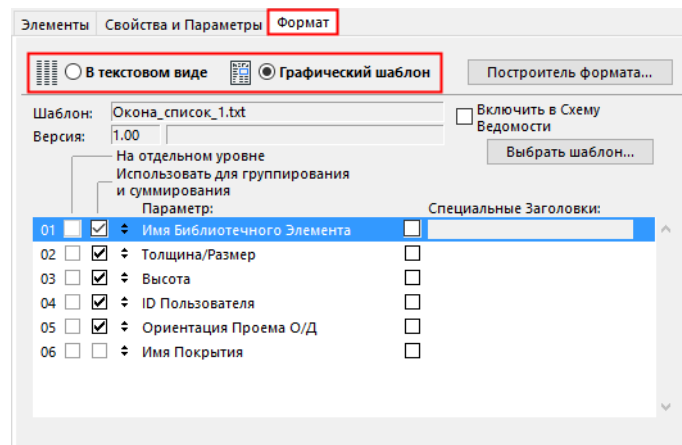 Элементы Свойства и Параметры Формат
В текстовом виде Графический шаблон Построитель формата...
Шаблон: Окона_список_1.txt Включить в Схему Ведомости
Версия: 1.00 Выбрать шаблон...
На отдельном уровне
Использовать для группирования
и суммирования
Параметр: Специальные Заголовки:
01 Имя Библиотечного Элемента
02 Толщина/Размер
03 Высота
04 ID Пользователя
05 Ориентация Проема О/Д
06 Имя Покрытия